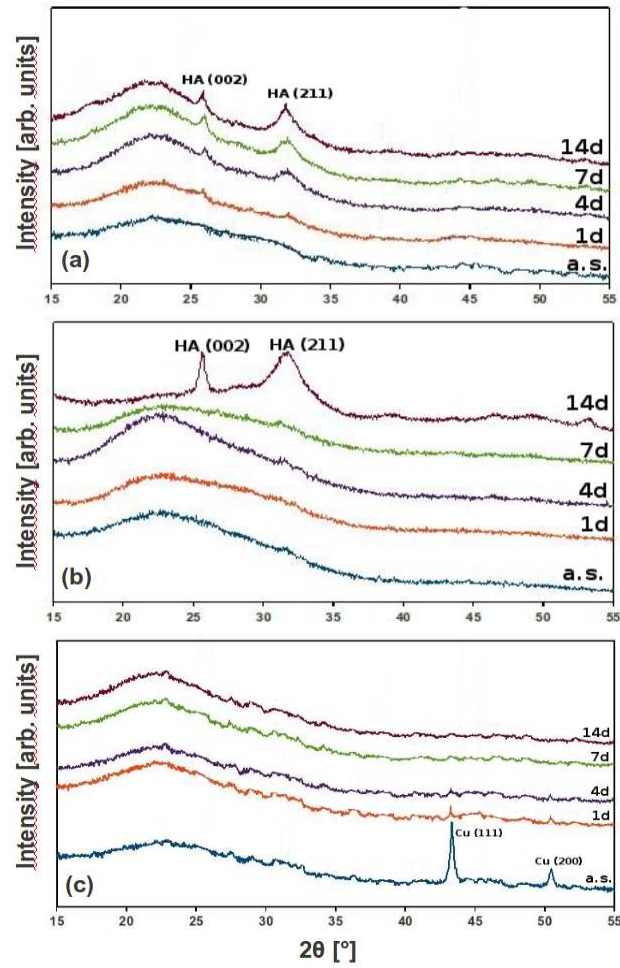 Intensity [arb. units]
HA (002)
HA (211)
14d
7d
4d
1d
a.s.
(a)
15 20 25 30 35 40 45 50 55
Intensity [arb. units]
HA (002) HA (211)
14d
7d
4d
1d
a.s.
(b)
15 20 25 30 35 40 45 50 55
Intensity [arb. units]
14d
7d
4d
1d
Cu (111)
Cu (200)
a.s.
(c)
15 20 25 30 35 40 45 50 55
2θ [°]